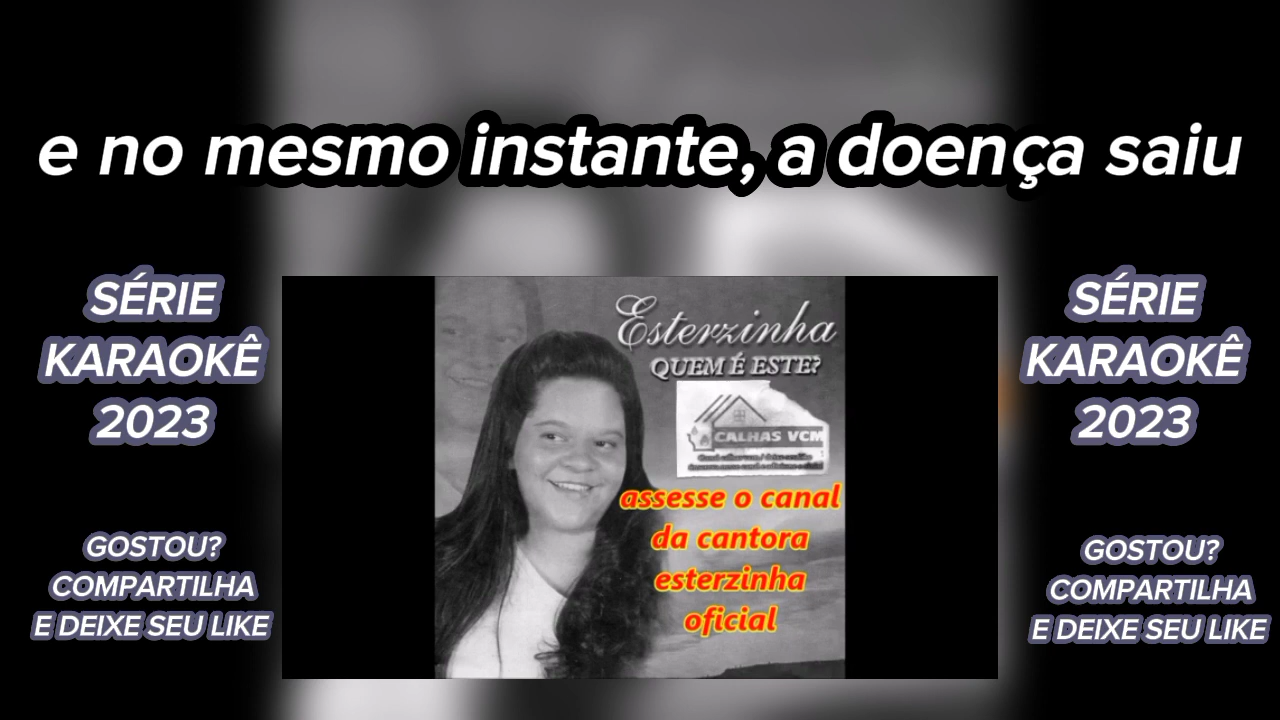 e no mesmo instante, a doença saiu
SÉRIE
KARAOKÊ
2023
GOSTOU?
COMPARTILHA
E DEIXE SEU LIKE
Esterzinha
QUEM É ESTE?
CALHAS VCM
assesse o canal
da cantora
esterzinha
oficial
SÉRIE
KARAOKÊ
2023
GOSTOU?
COMPARTILHA
E DEIXE SEU LIKE